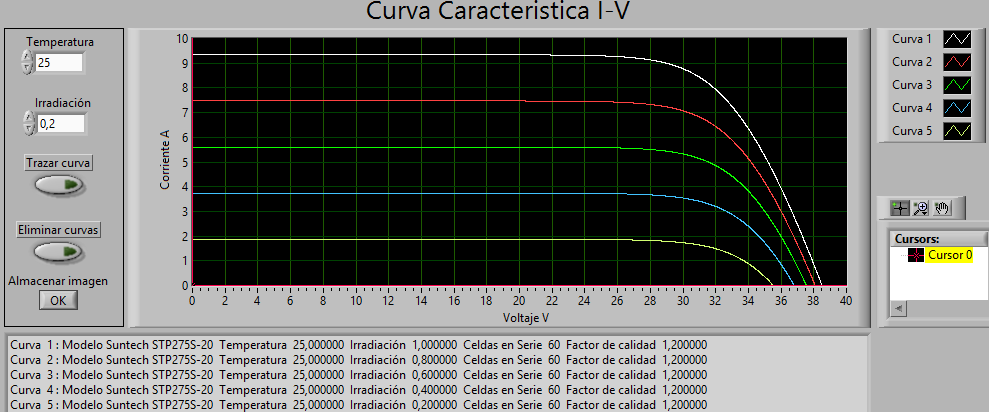 Curva Caracteristica I-V
Temperatura
25
Irradiación
0,2
Trazar curva
Eliminar curvas
Almacenar imagen
OK
Corriente A
10
9
8
7
6
5
4
3
2
1
0
0 2 4 6 8 10 12 14 16 18 20 22 24 26 28 30 32 34 36 38 40
Voltaje V
Curva 1
Curva 2
Curva 3
Curva 4
Curva 5
Cursors:
Cursor 0
Curva 1 : Modelo Suntech STP275S-20 Temperatura 25,000000 Irradiación 1,000000 Celdas en Serie 60 Factor de calidad 1,200000
Curva 2 : Modelo Suntech STP275S-20 Temperatura 25,000000 Irradiación 0,800000 Celdas en Serie 60 Factor de calidad 1,200000
Curva 3 : Modelo Suntech STP275S-20 Temperatura 25,000000 Irradiación 0,600000 Celdas en Serie 60 Factor de calidad 1,200000
Curva 4 : Modelo Suntech STP275S-20 Temperatura 25,000000 Irradiación 0,400000 Celdas en Serie 60 Factor de calidad 1,200000
Curva 5 : Modelo Suntech STP275S-20 Temperatura 25,000000 Irradiación 0,200000 Celdas en Serie 60 Factor de calidad 1,200000